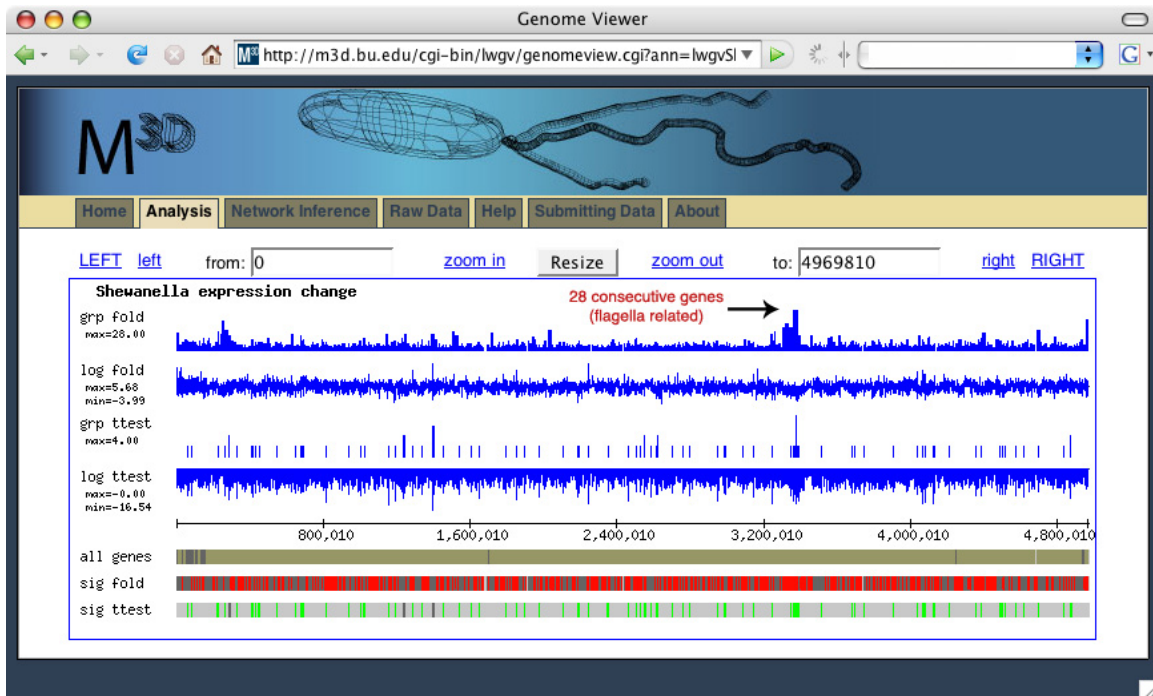 Genome Viewer
http://m3d.bu.edu/cgi-bin/lwgv/genomeview.cgi?ann=lwgvSl
G
M3D
Home Analysis Network Inference Raw Data Help Submitting Data About
LEFT left from: 0 zoom in Resize zoom out to: 4969810 right RIGHT
Shewanella expression change
28 consecutive genes
(flagella related)
grp fold
max=28.00
log fold
max=5.68
min=-3.99
grp ttest
max=4.00
log ttest
max=-0.00
min=-16.54
800,010 1,600,010 2,400,010 3,200,010 4,000,010 4,800,010
all genes
sig fold
sig ttest